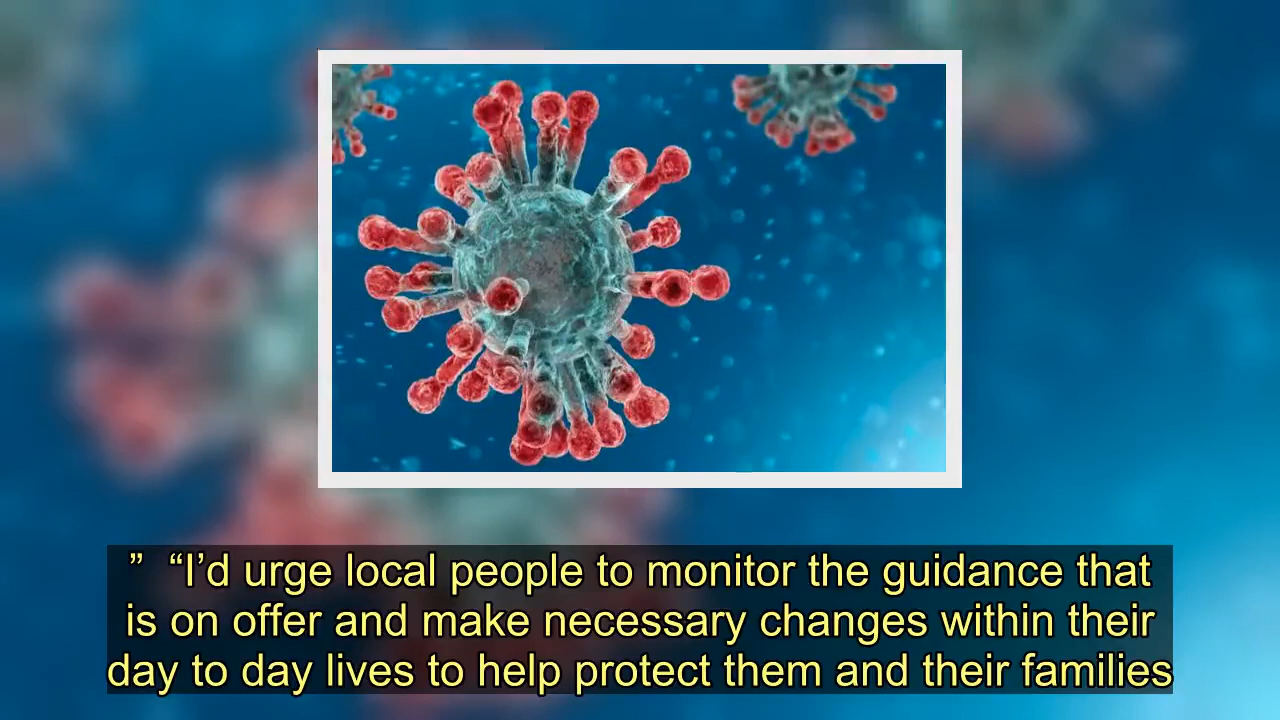 ” “I’d urge local people to monitor the guidance that
is on offer and make necessary changes within their
day to day lives to help protect them and their families